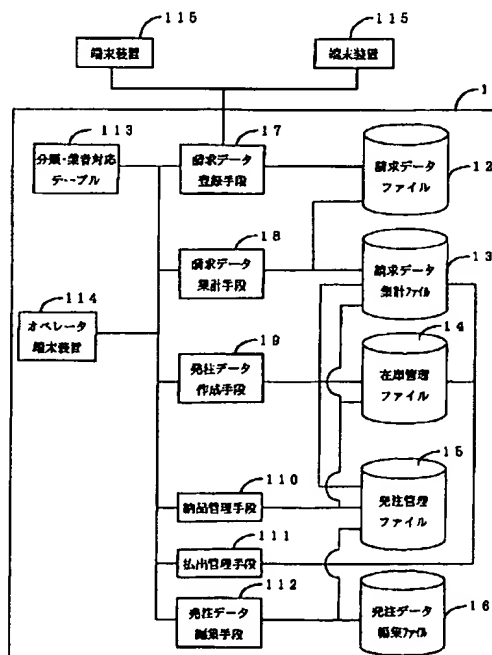 115
115
端末装置
端末装置
1
113
17
分類・業者対応
テーブル
請求データ
登録手段
請求データ
ファイル
12
18
13
請求データ
集計手段
請求データ
集計ファイル
114
オペレータ
端末装置
19
14
発注データ
作成手段
在庫管理
ファイル
15
110
納品管理手段
発注管理
ファイル
111
払出管理手段
112
発注データ
編集手段
発注データ
編集ファイル
16